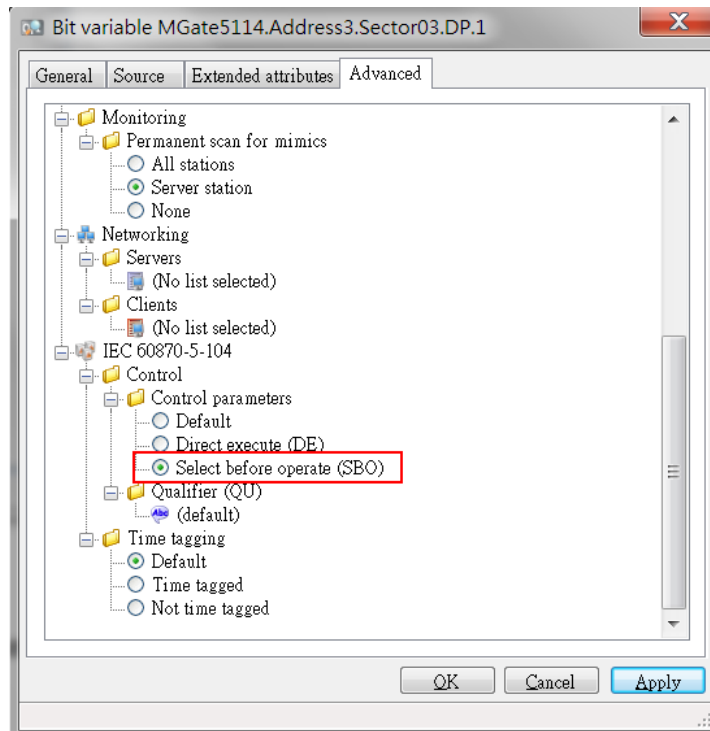 Bit variable MGate5114.Address3.Sector03.DP.1
General Source Extended attributes Advanced
Monitoring
Permanent scan for mimics
All stations
Server station
None
Networking
Servers
(No list selected)
Clients
(No list selected)
IEC 60870-5-104
Control
Control parameters
Default
Direct execute (DE)
Select before operate (SBO)
Qualifier (QU)
Abc (default)
Time tagging
Default
Time tagged
Not time tagged
OK Cancel Apply